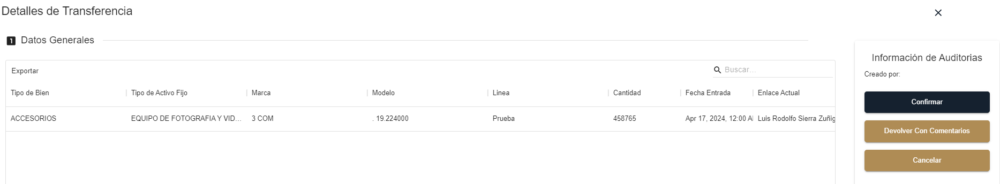 Detalles de Transferencia
1 Datos Generales
Exportar
Buscar...
Tipo de Bien
Tipo de Activo Fijo
Marca
Modelo
Linea
Cantidad
Fecha Entrada
Enlace Actual
ACCESORIOS
EQUIPO DE FOTOGRAFIA Y VID...
3 COM
. 19.224000
Prueba
458765
Apr 17, 2024, 12:00 A
Luis Rodolfo Sierra Zuñig
Información de Auditorias
Creado por:
Confirmar
Devolver Con Comentarios
Cancelar